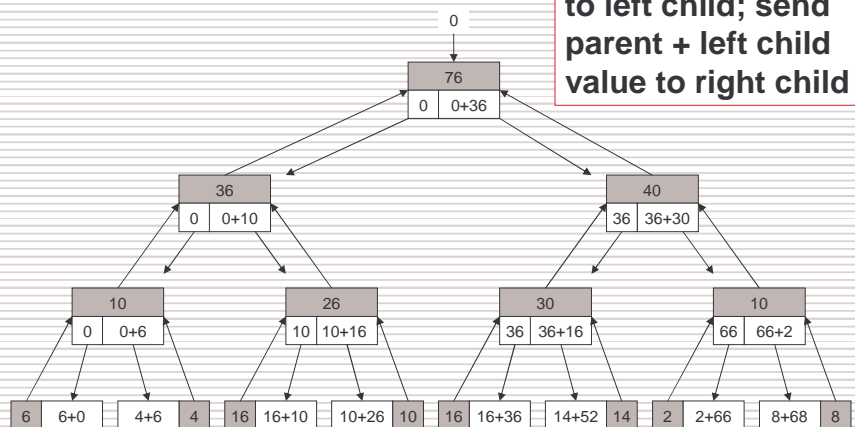 to left child; send
parent + left child
value to right child
0
76
0 0+36
36 40
0 0+10 36 36+30
10 26 30 10
0 0+6 10 10+16 36 36+16 66 66+2
6 6+0 4+6 4 16 16+10 10+26 10 16 16+36 14+52 14 2 2+66 8+68 8